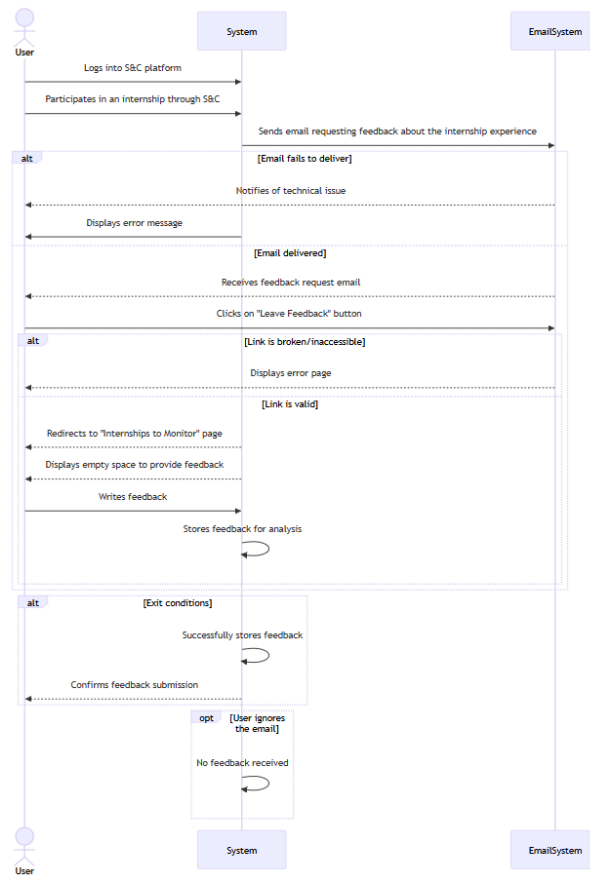 User
System
EmailSystem
Logs into S&C platform
Participates in an internship through S&C
Sends email requesting feedback about the internship experience
alt
[Email fails to deliver]
Notifies of technical issue
Displays error message
[Email delivered]
Receives feedback request email
Clicks on "Leave Feedback" button
alt
[Link is broken/inaccessible]
Displays error page
[Link is valid]
Redirects to "Internships to Monitor" page
Displays empty space to provide feedback
Writes feedback
Stores feedback for analysis
alt
[Exit conditions]
Successfully stores feedback
Confirms feedback submission
opt
[User ignores
the email]
No feedback received
User
System
EmailSystem